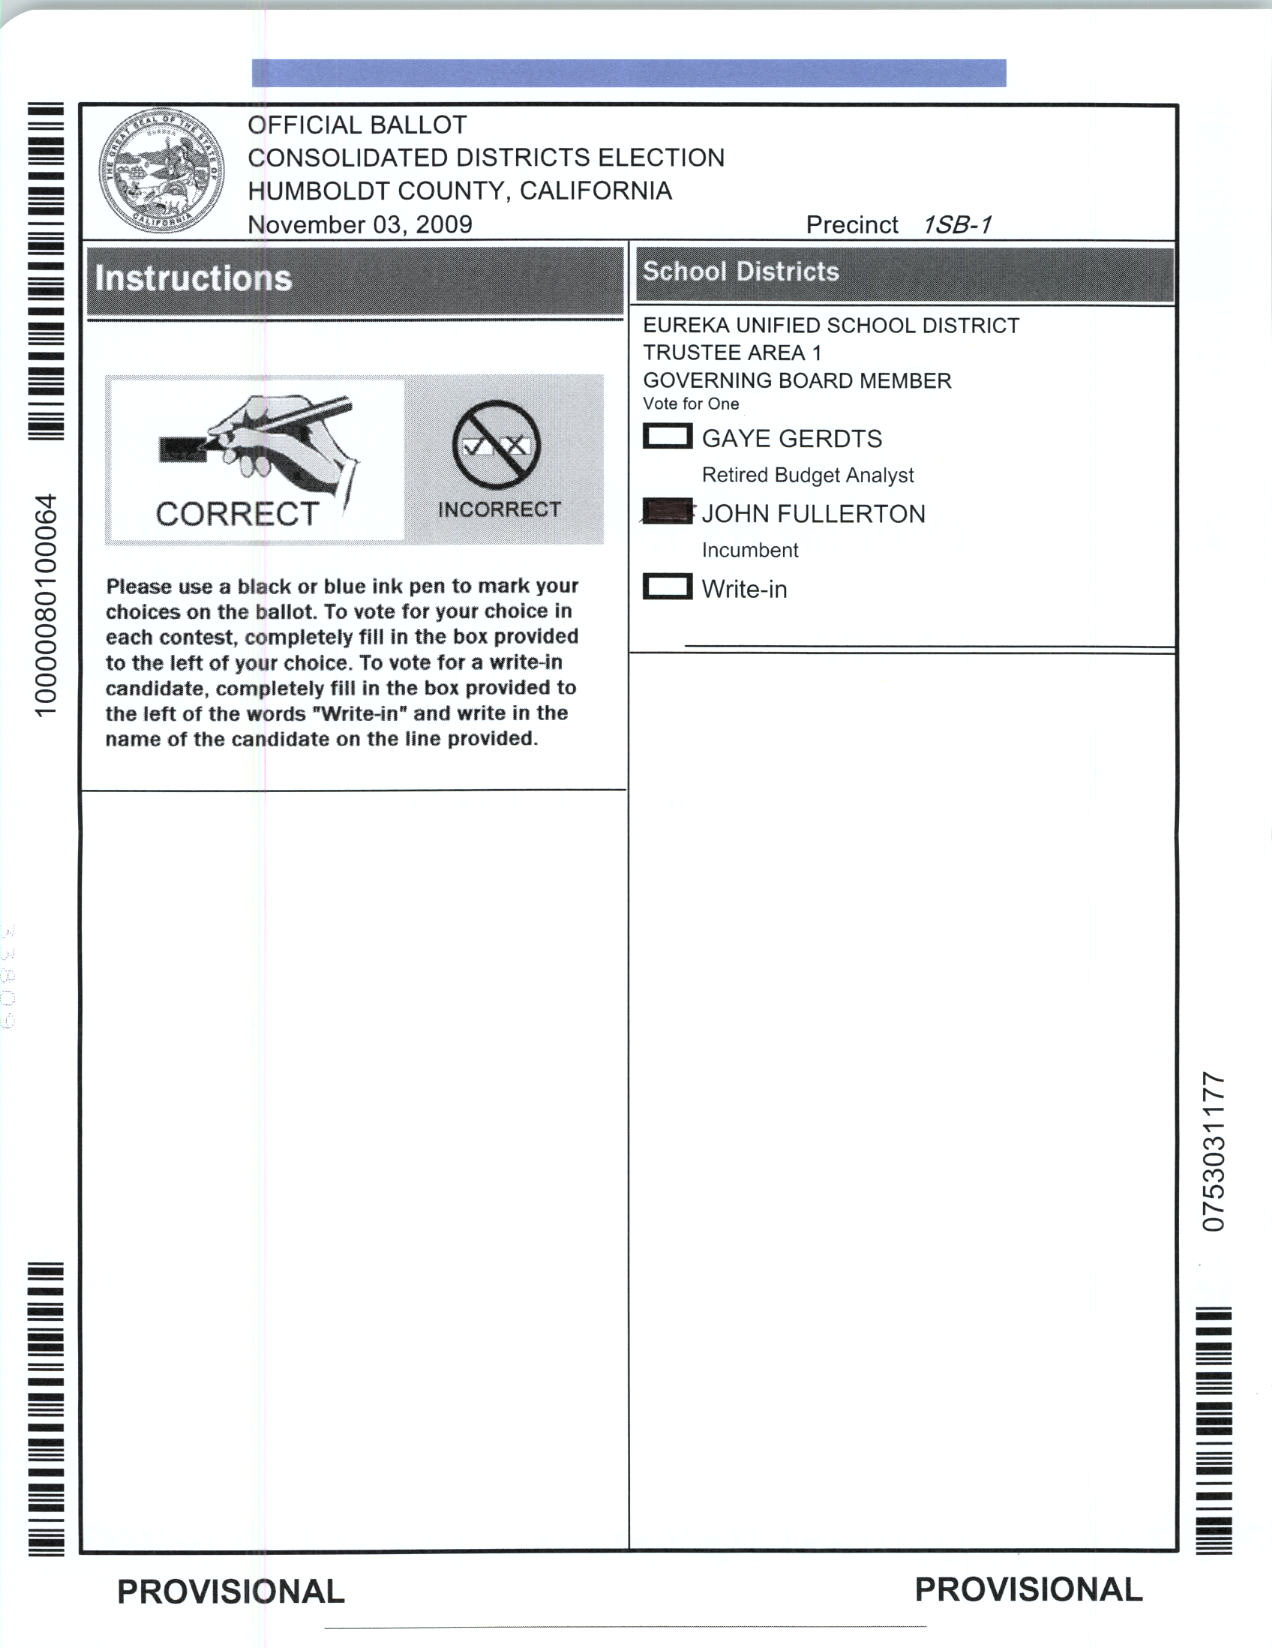 OFFICIAL BALLOT
CONSOLIDATED DISTRICTS ELECTION
HUMBOLDT COUNTY, CALIFORNIA
November 03, 2009 Precinct 1SB-1
THE GREAT SEAL OF THE STATE OF CALIFORNIA
EUREKA
Instructions
CORRECT
INCORRECT
Please use a black or blue ink pen to mark your
choices on the ballot. To vote for your choice in
each contest, completely fill in the box provided
to the left of your choice. To vote for a write-in
candidate, completely fill in the box provided to
the left of the words "Write-in" and write in the
name of the candidate on the line provided.
School Districts
EUREKA UNIFIED SCHOOL DISTRICT
TRUSTEE AREA 1
GOVERNING BOARD MEMBER
Vote for One
GAYE GERDTS
Retired Budget Analyst
JOHN FULLERTON
Incumbent
Write-in
10000801000​64
0753031177
PROVISIONAL
PROVISIONAL